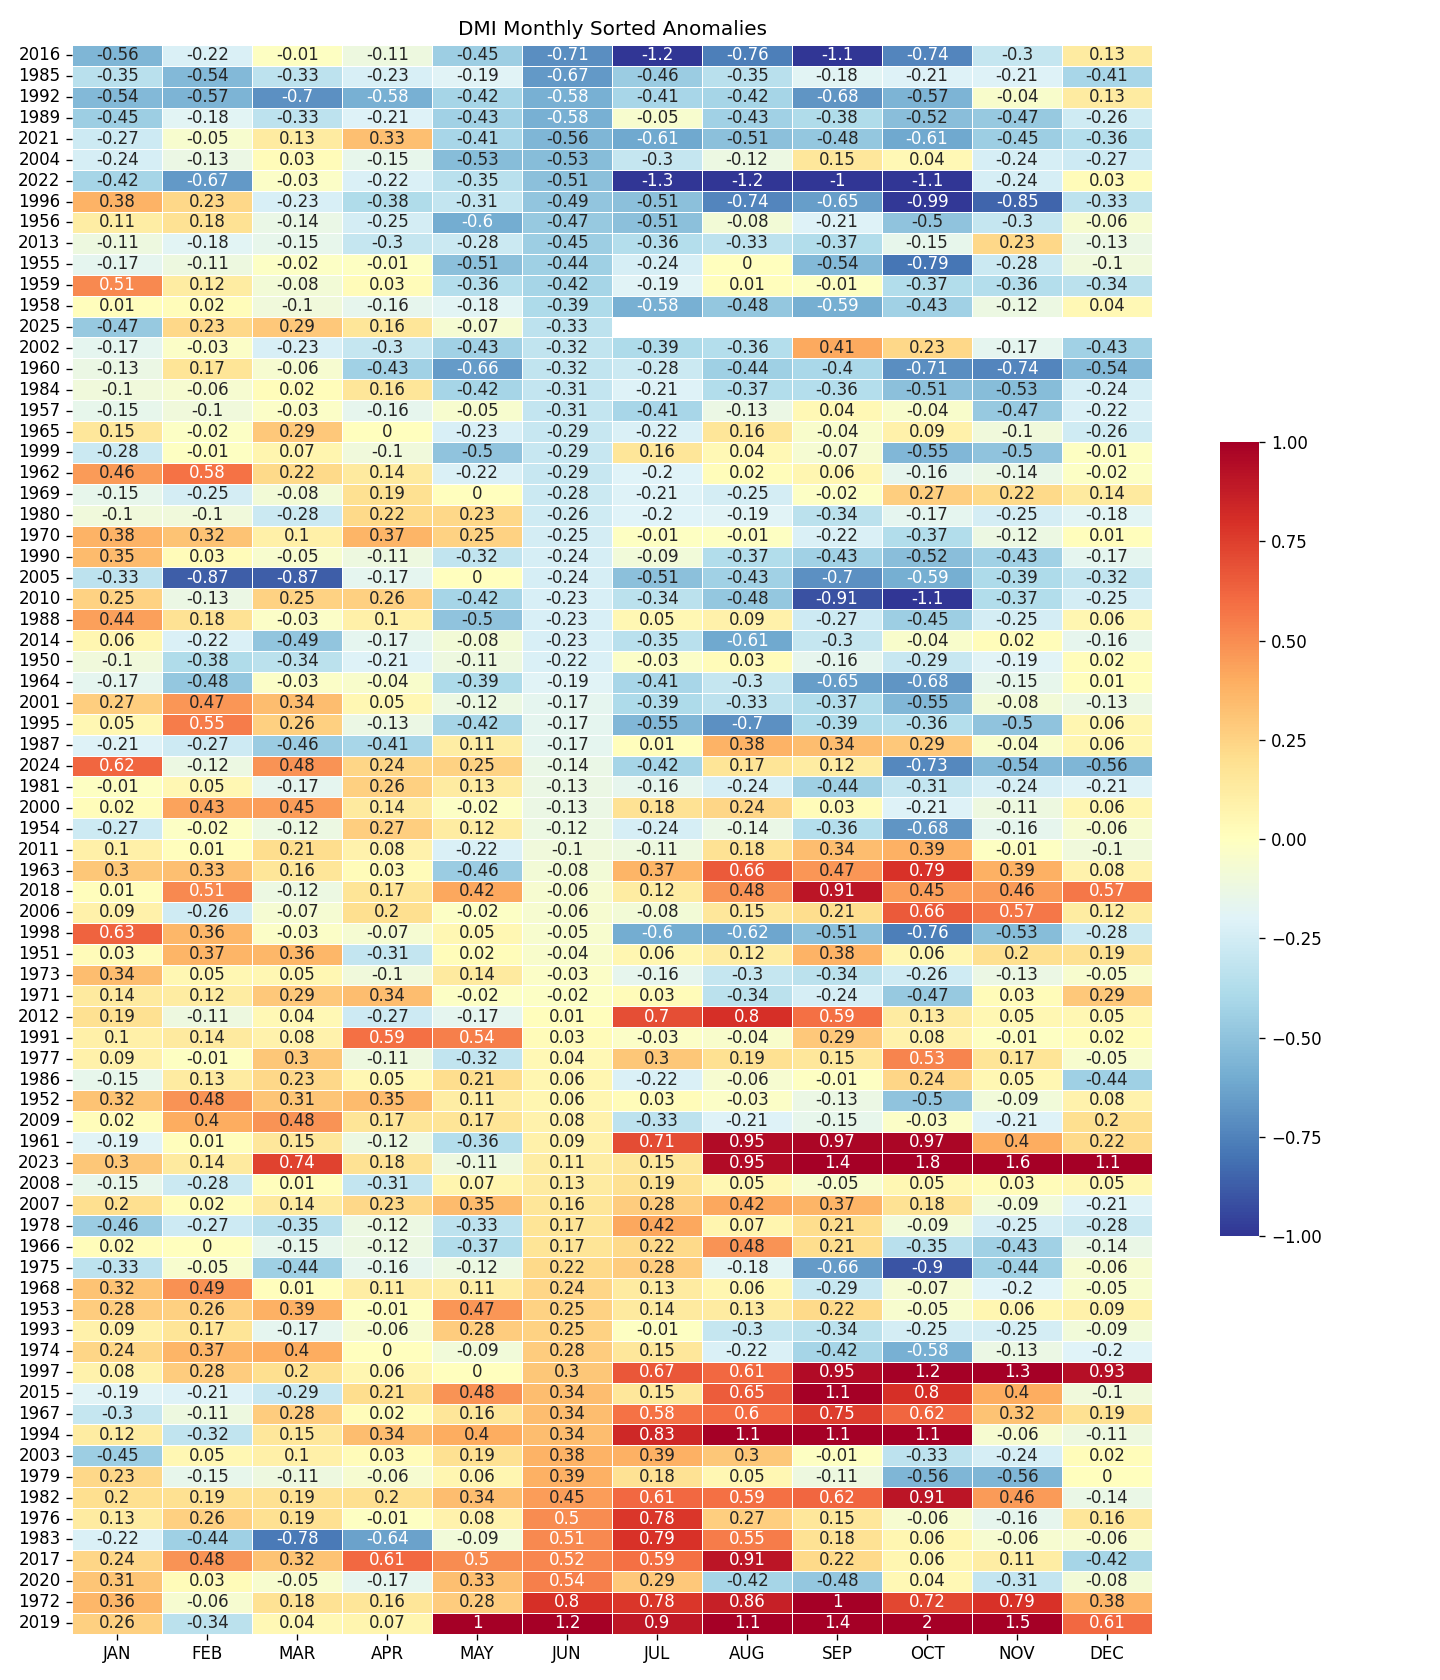 DMI Monthly Sorted Anomalies
2016 -0.56 -0.22 -0.01 -0.11 -0.45 -0.71 -1.2 -0.76 -1.1 -0.74 -0.3 0.13
1985 -0.35 -0.54 -0.33 -0.23 -0.19 -0.67 -0.46 -0.35 -0.18 -0.21 -0.21 -0.41
1992 -0.54 -0.57 -0.7 -0.58 -0.42 -0.58 -0.41 -0.42 -0.68 -0.57 -0.04 0.13
1989 -0.45 -0.18 -0.33 -0.21 -0.43 -0.58 -0.05 -0.43 -0.38 -0.52 -0.47 -0.26
2021 -0.27 -0.05 0.13 0.33 -0.41 -0.56 -0.61 -0.51 -0.48 -0.61 -0.45 -0.36
2004 -0.24 -0.13 0.03 -0.15 -0.53 -0.53 -0.3 -0.12 0.15 0.04 -0.24 -0.27
2022 -0.42 -0.67 -0.03 -0.22 -0.35 -0.51 -1.3 -1.2 -1 -1.1 -0.24 0.03
1996 0.38 0.23 -0.23 -0.38 -0.31 -0.49 -0.51 -0.74 -0.65 -0.99 -0.85 -0.33
1956 0.11 0.18 -0.14 -0.25 -0.6 -0.47 -0.51 -0.08 -0.21 -0.5 -0.3 -0.06
2013 -0.11 -0.18 -0.15 -0.3 -0.28 -0.45 -0.36 -0.33 -0.37 -0.15 0.23 -0.13
1955 -0.17 -0.11 -0.02 -0.01 -0.51 -0.44 -0.24 0 -0.54 -0.79 -0.28 -0.1
1959 0.51 0.12 -0.08 0.03 -0.36 -0.42 -0.19 0.01 -0.01 -0.37 -0.36 -0.34
1958 0.01 0.02 -0.1 -0.16 -0.18 -0.39 -0.58 -0.48 -0.59 -0.43 -0.12 0.04
2025 -0.47 0.23 0.29 0.16 -0.07 -0.33
2002 -0.17 -0.03 -0.23 -0.3 -0.43 -0.32 -0.39 -0.36 0.41 0.23 -0.17 -0.43
1960 -0.13 0.17 -0.06 -0.43 -0.66 -0.32 -0.28 -0.44 -0.4 -0.71 -0.74 -0.54
1984 -0.1 -0.06 0.02 0.16 -0.42 -0.31 -0.21 -0.37 -0.36 -0.51 -0.53 -0.24
1957 -0.15 -0.1 -0.03 -0.16 -0.05 -0.31 -0.41 -0.13 0.04 -0.04 -0.47 -0.22
1965 0.15 -0.02 0.29 0 -0.23 -0.29 -0.22 0.16 -0.04 0.09 -0.1 -0.26
1999 -0.28 -0.01 0.07 -0.1 -0.5 -0.29 0.16 0.04 -0.07 -0.55 -0.5 -0.01
1962 0.46 0.58 0.22 0.14 -0.22 -0.29 -0.2 0.02 0.06 -0.16 -0.14 -0.02
1969 -0.15 -0.25 -0.08 0.19 0 -0.28 -0.21 -0.25 -0.02 0.27 0.22 0.14
1980 -0.1 -0.1 -0.28 0.22 0.23 -0.26 -0.2 -0.19 -0.34 -0.17 -0.25 -0.18
1970 0.38 0.32 0.1 0.37 0.25 -0.25 -0.01 -0.01 -0.22 -0.37 -0.12 0.01
1990 0.35 0.03 -0.05 -0.11 -0.32 -0.24 -0.09 -0.37 -0.43 -0.52 -0.43 -0.17
2005 -0.33 -0.87 -0.87 -0.17 0 -0.24 -0.51 -0.43 -0.7 -0.59 -0.39 -0.32
2010 0.25 -0.13 0.25 0.26 -0.42 -0.23 -0.34 -0.48 -0.91 -1.1 -0.37 -0.25
1988 0.44 0.18 -0.03 0.1 -0.5 -0.23 0.05 0.09 -0.27 -0.45 -0.25 0.06
2014 0.06 -0.22 -0.49 -0.17 -0.08 -0.23 -0.35 -0.61 -0.3 -0.04 0.02 -0.16
1950 -0.1 -0.38 -0.34 -0.21 -0.11 -0.22 -0.03 0.03 -0.16 -0.29 -0.19 0.02
1964 -0.17 -0.48 -0.03 -0.04 -0.39 -0.19 -0.41 -0.3 -0.65 -0.68 -0.15 0.01
2001 0.27 0.47 0.34 0.05 -0.12 -0.17 -0.39 -0.33 -0.37 -0.55 -0.08 -0.13
1995 0.05 0.55 0.26 -0.13 -0.42 -0.17 -0.55 -0.7 -0.39 -0.36 -0.5 0.06
1987 -0.21 -0.27 -0.46 -0.41 0.11 -0.17 0.01 0.38 0.34 0.29 -0.04 0.06
2024 0.62 -0.12 0.48 0.24 0.25 -0.14 -0.42 0.17 0.12 -0.73 -0.54 -0.56
1981 -0.01 0.05 -0.17 0.26 0.13 -0.13 -0.16 -0.24 -0.44 -0.31 -0.24 -0.21
2000 0.02 0.43 0.45 0.14 -0.02 -0.13 0.18 0.24 0.03 -0.21 -0.11 0.06
1954 -0.27 -0.02 -0.12 0.27 0.12 -0.12 -0.24 -0.14 -0.36 -0.68 -0.16 -0.06
2011 0.1 0.01 0.21 0.08 -0.22 -0.1 -0.11 0.18 0.34 0.39 -0.01 -0.1
1963 0.3 0.33 0.16 0.03 -0.46 -0.08 0.37 0.66 0.47 0.79 0.39 0.08
2018 0.01 0.51 -0.12 0.17 0.42 -0.06 0.12 0.48 0.91 0.45 0.46 0.57
2006 0.09 -0.26 -0.07 0.2 -0.02 -0.06 -0.08 0.15 0.21 0.66 0.57 0.12
1998 0.63 0.36 -0.03 -0.07 0.05 -0.05 -0.6 -0.62 -0.51 -0.76 -0.53 -0.28
1951 0.03 0.37 0.36 -0.31 0.02 -0.04 0.06 0.12 0.38 0.06 0.2 0.19
1973 0.34 0.05 0.05 -0.1 0.14 -0.03 -0.16 -0.3 -0.34 -0.26 -0.13 -0.05
1971 0.14 0.12 0.29 0.34 -0.02 -0.02 0.03 -0.34 -0.24 -0.47 0.03 0.29
2012 0.19 -0.11 0.04 -0.27 -0.17 0.01 0.7 0.8 0.59 0.13 0.05 0.05
1991 0.1 0.14 0.08 0.59 0.54 0.03 -0.03 -0.04 0.29 0.08 -0.01 0.02
1977 0.09 -0.01 0.3 -0.11 -0.32 0.04 0.3 0.19 0.15 0.53 0.17 -0.05
1986 -0.15 0.13 0.23 0.05 0.21 0.06 -0.22 -0.06 -0.01 0.24 0.05 -0.44
1952 0.32 0.48 0.31 0.35 0.11 0.06 0.03 -0.03 -0.13 -0.5 -0.09 0.08
2009 0.02 0.4 0.48 0.17 0.17 0.08 -0.33 -0.21 -0.15 -0.03 -0.21 0.2
1961 -0.19 0.01 0.15 -0.12 -0.36 0.09 0.71 0.95 0.97 0.97 0.4 0.22
2023 0.3 0.14 0.74 0.18 -0.11 0.11 0.15 0.95 1.4 1.8 1.6 1.1
2008 -0.15 -0.28 0.01 -0.31 0.07 0.13 0.19 0.05 -0.05 0.05 0.03 0.05
2007 0.2 0.02 0.14 0.23 0.35 0.16 0.28 0.42 0.37 0.18 -0.09 -0.21
1978 -0.46 -0.27 -0.35 -0.12 -0.33 0.17 0.42 0.07 0.21 -0.09 -0.25 -0.28
1966 0.02 0 -0.15 -0.12 -0.37 0.17 0.22 0.48 0.21 -0.35 -0.43 -0.14
1975 -0.33 -0.05 -0.44 -0.16 -0.12 0.22 0.28 -0.18 -0.66 -0.9 -0.44 -0.06
1968 0.32 0.49 0.01 0.11 0.11 0.24 0.13 0.06 -0.29 -0.07 -0.2 -0.05
1953 0.28 0.26 0.39 -0.01 0.47 0.25 0.14 0.13 0.22 -0.05 0.06 0.09
1993 0.09 0.17 -0.17 -0.06 0.28 0.25 -0.01 -0.3 -0.34 -0.25 -0.25 -0.09
1974 0.24 0.37 0.4 0 -0.09 0.28 0.15 -0.22 -0.42 -0.58 -0.13 -0.2
1997 0.08 0.28 0.2 0.06 0 0.3 0.67 0.61 0.95 1.2 1.3 0.93
2015 -0.19 -0.21 -0.29 0.21 0.48 0.34 0.15 0.65 1.1 0.8 0.4 -0.1
1967 -0.3 -0.11 0.28 0.02 0.16 0.34 0.58 0.6 0.75 0.62 0.32 0.19
1994 0.12 -0.32 0.15 0.34 0.4 0.34 0.83 1.1 1.1 1.1 -0.06 -0.11
2003 -0.45 0.05 0.1 0.03 0.19 0.38 0.39 0.3 -0.01 -0.33 -0.24 0.02
1979 0.23 -0.15 -0.11 -0.06 0.06 0.39 0.18 0.05 -0.11 -0.56 -0.56 0
1982 0.2 0.19 0.19 0.2 0.34 0.45 0.61 0.59 0.62 0.91 0.46 -0.14
1976 0.13 0.26 0.19 -0.01 0.08 0.5 0.78 0.27 0.15 -0.06 -0.16 0.16
1983 -0.22 -0.44 -0.78 -0.64 -0.09 0.51 0.79 0.55 0.18 0.06 -0.06 -0.06
2017 0.24 0.48 0.32 0.61 0.5 0.52 0.59 0.91 0.22 0.06 0.11 -0.42
2020 0.31 0.03 -0.05 -0.17 0.33 0.54 0.29 -0.42 -0.48 0.04 -0.31 -0.08
1972 0.36 -0.06 0.18 0.16 0.28 0.8 0.78 0.86 1 0.72 0.79 0.38
2019 0.26 -0.34 0.04 0.07 1 1.2 0.9 1.1 1.4 2 1.5 0.61
JAN FEB MAR APR MAY JUN JUL AUG SEP OCT NOV DEC
1.00
0.75
0.50
0.25
0.00
−0.25
−0.50
−0.75
−1.00